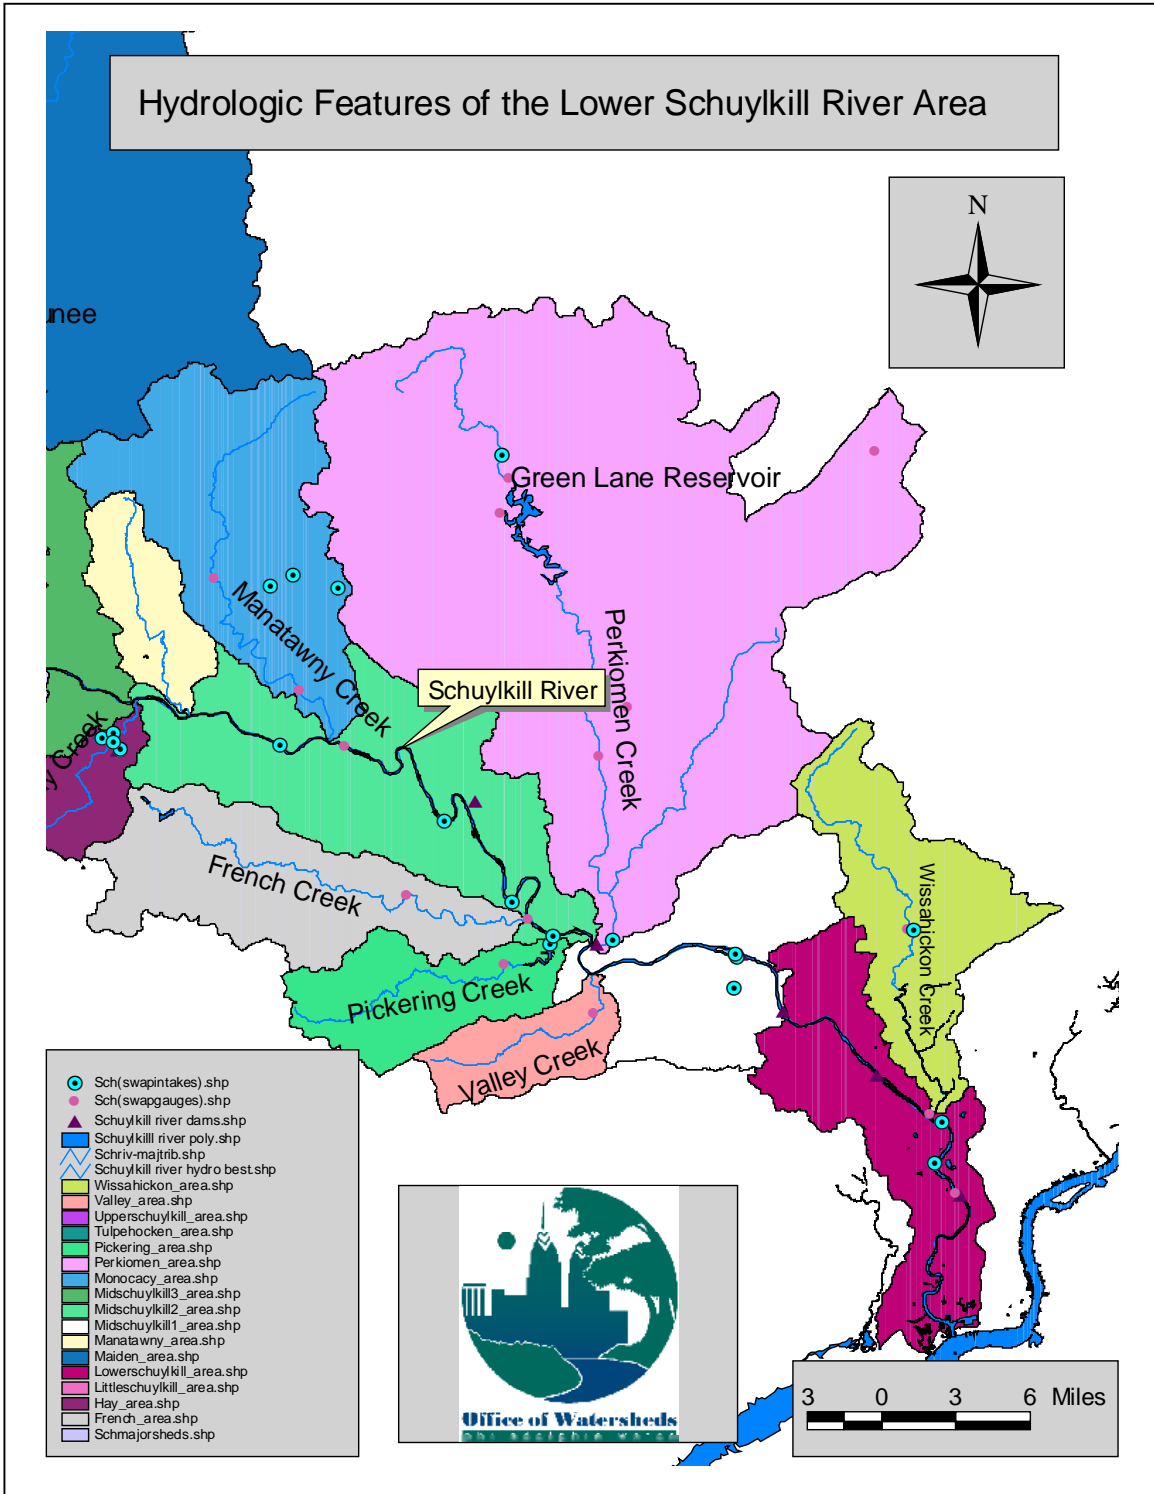 Hydrologic Features of the Lower Schuylkill River Area
N
unee
Green Lane Reservoir
Manatawny Creek
Perkiomen Creek
Schuylkill River
y Creek
French Creek
Wissahickon Creek
Pickering Creek
Valley Creek
Sch(swapintakes).shp
Sch(swapgauges).shp
Schuylkill river dams.shp
Schuylkilll river poly.shp
Schriv-majtrib.shp
Schuylkill river hydro best.shp
Wissahickon_area.shp
Valley_area.shp
Upperschuylkill_area.shp
Tulpehocken_area.shp
Pickering_area.shp
Perkiomen_area.shp
Monocacy_area.shp
Midschuylkill3_area.shp
Midschuylkill2_area.shp
Midschuylkill1_area.shp
Manatawny_area.shp
Maiden_area.shp
Lowerschuylkill_area.shp
Littleschuylkill_area.shp
Hay_area.shp
French_area.shp
Schmajorsheds.shp
Office of Watersheds
3 0 3 6 Miles